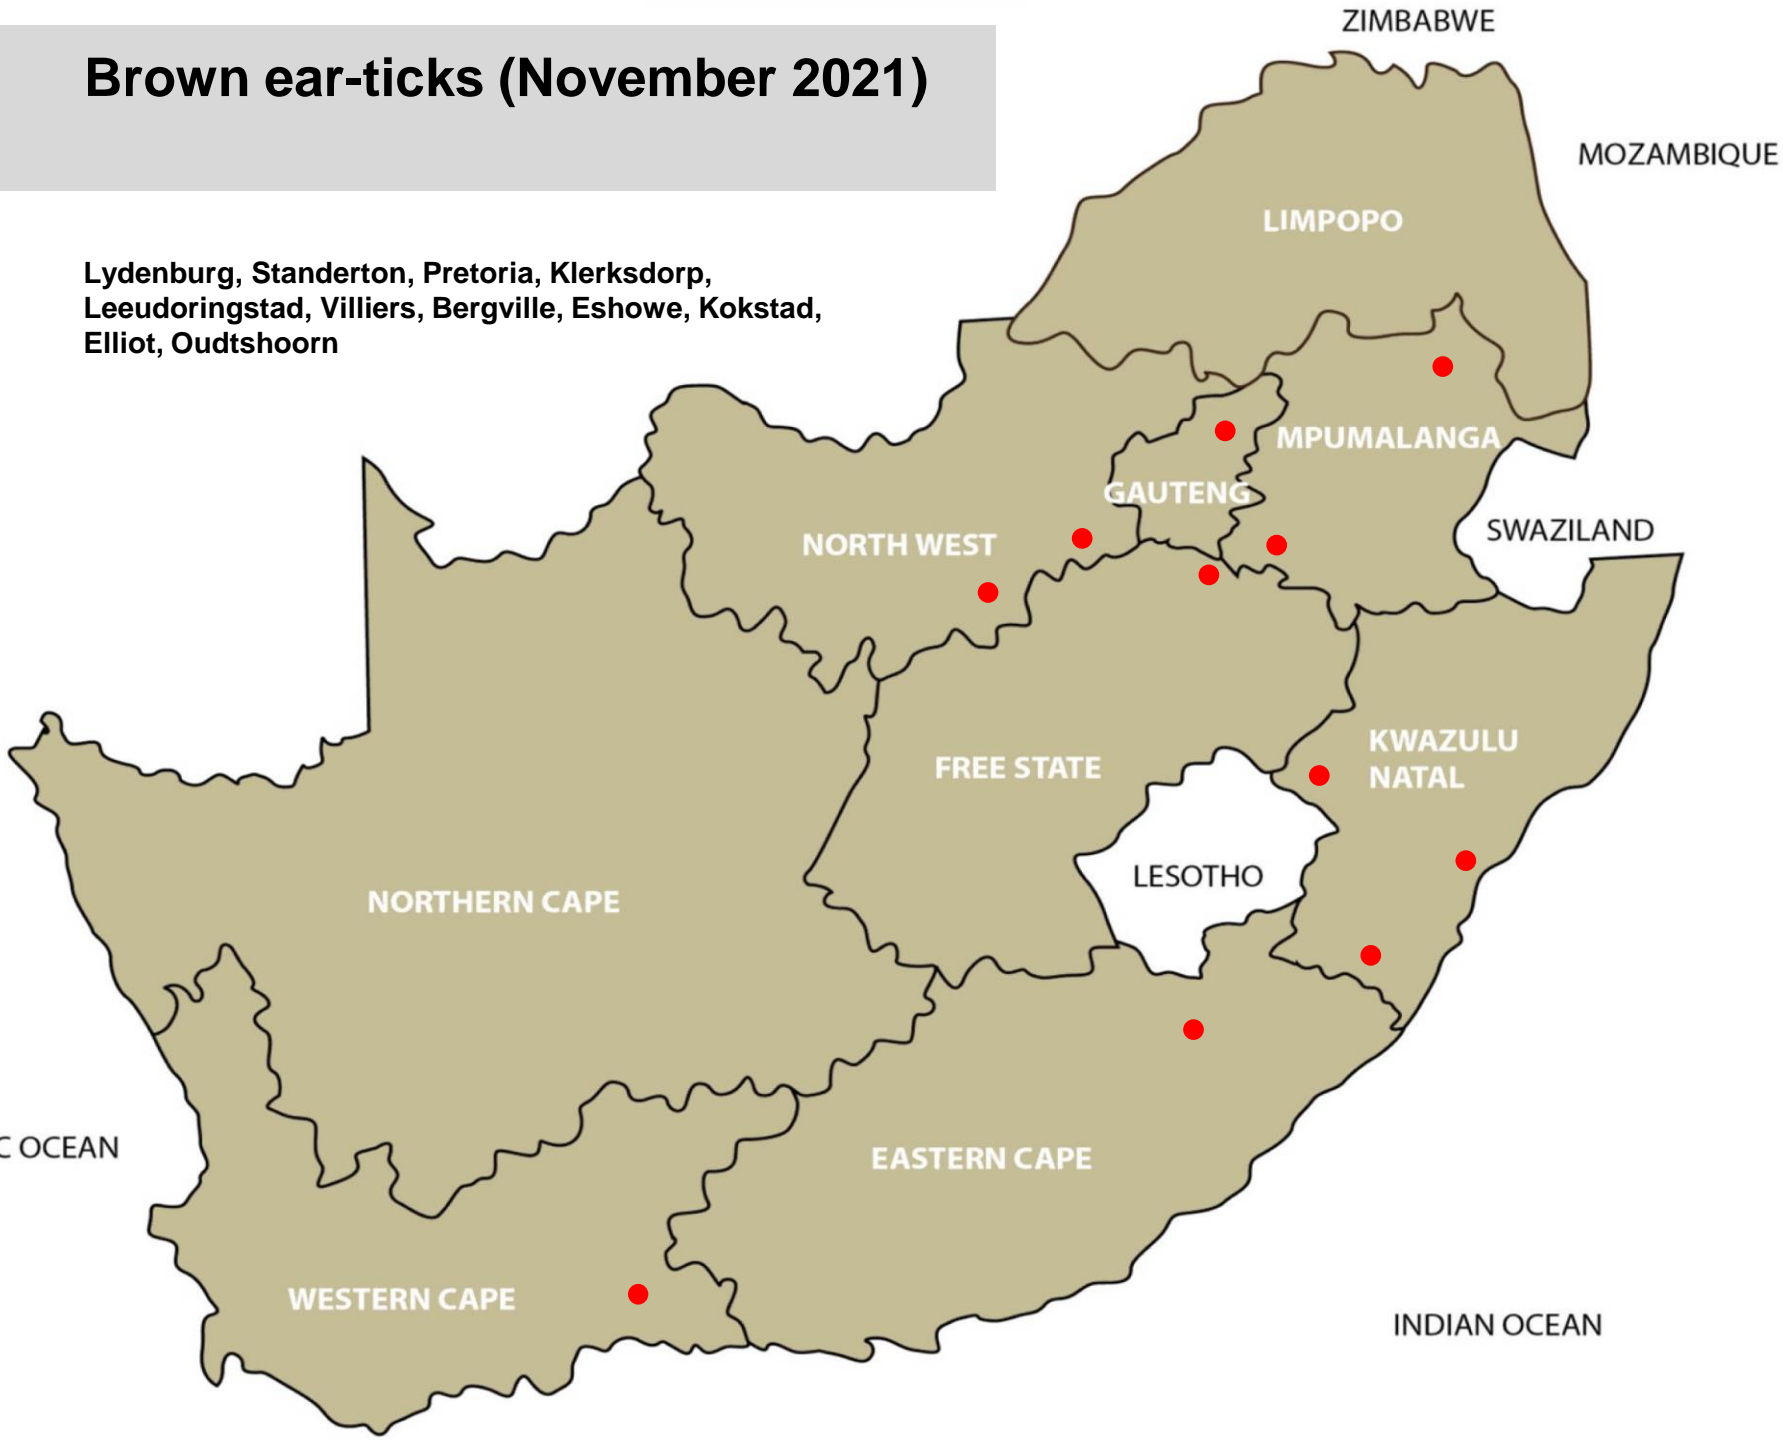 ZIMBABWE
Brown ear-ticks (November 2021)
MOZAMBIQUE
LIMPOPO
Lydenburg, Standerton, Pretoria, Klerksdorp,
Leeudoringstad, Villiers, Bergville, Eshowe, Kokstad,
Elliot, Oudtshoorn
MPUMALANGA
GAUTENG
NORTH WEST
SWAZILAND
KWAZULU
NATAL
FREE STATE
LESOTHO
NORTHERN CAPE
C OCEAN
EASTERN CAPE
WESTERN CAPE
INDIAN OCEAN